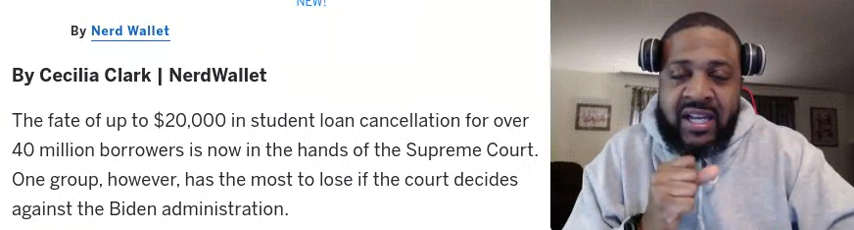 NEW!
By Nerd Wallet
By Cecilia Clark | NerdWallet
The fate of up to $20,000 in student loan cancellation for over
40 million borrowers is now in the hands of the Supreme Court.
One group, however, has the most to lose if the court decides
against the Biden administration.